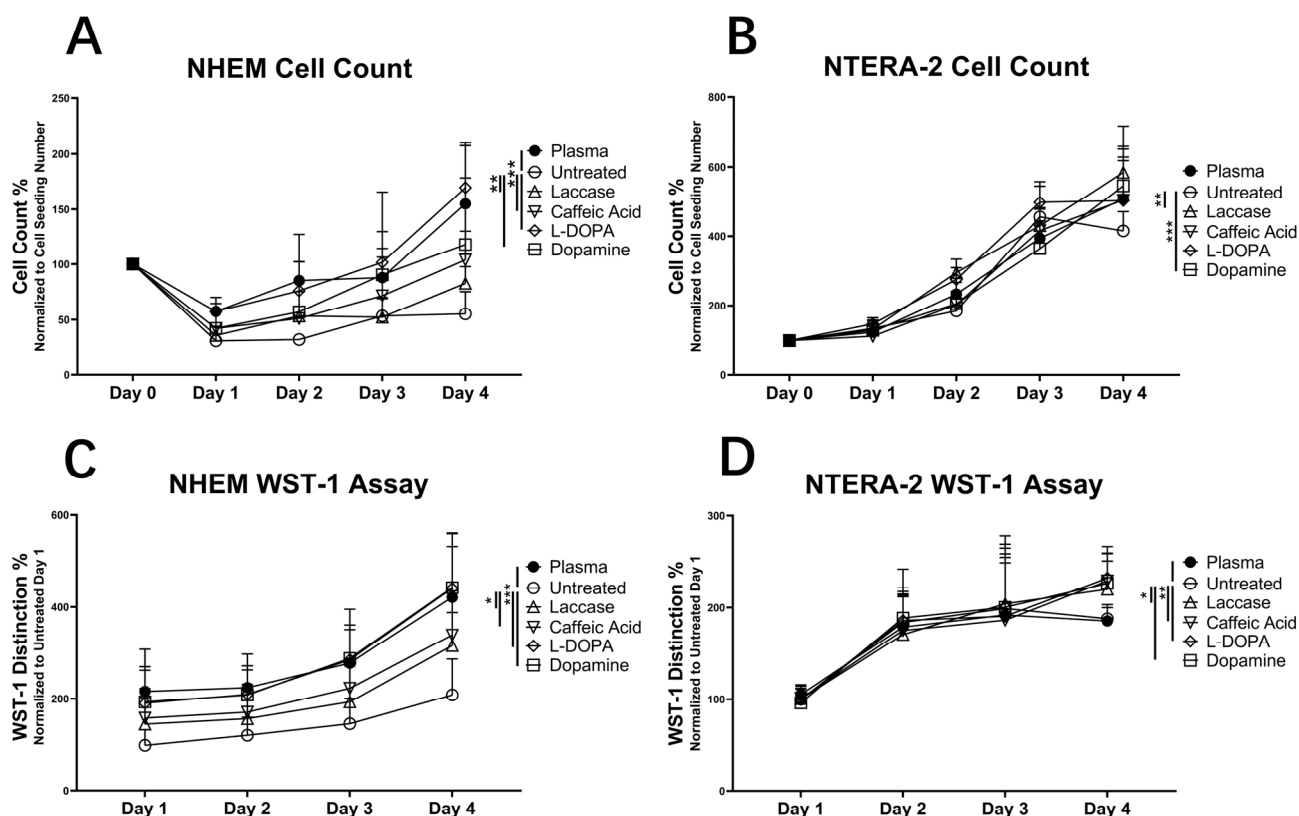 A
NHEM Cell Count
Cell Count %
Normalized to Cell Seeding Number
250
200
150
100
50
0
Day 0 Day 1 Day 2 Day 3 Day 4
** *** ***
Plasma
Untreated
Laccase
Caffeic Acid
L-DOPA
Dopamine
B
NTERA-2 Cell Count
Cell Count %
Normalized to Cell Seeding Number
800
600
400
200
0
Day 0 Day 1 Day 2 Day 3 Day 4
*** **
Plasma
Untreated
Laccase
Caffeic Acid
L-DOPA
Dopamine
C
NHEM WST-1 Assay
WST-1 Distinction %
Normalized to Untreated Day 1
600
400
200
0
Day 1 Day 2 Day 3 Day 4
* *** ***
Plasma
Untreated
Laccase
Caffeic Acid
L-DOPA
Dopamine
D
NTERA-2 WST-1 Assay
WST-1 Distinction %
Normalized to Untreated Day 1
300
200
100
0
Day 1 Day 2 Day 3 Day 4
* ** *
Plasma
Untreated
Laccase
Caffeic Acid
L-DOPA
Dopamine